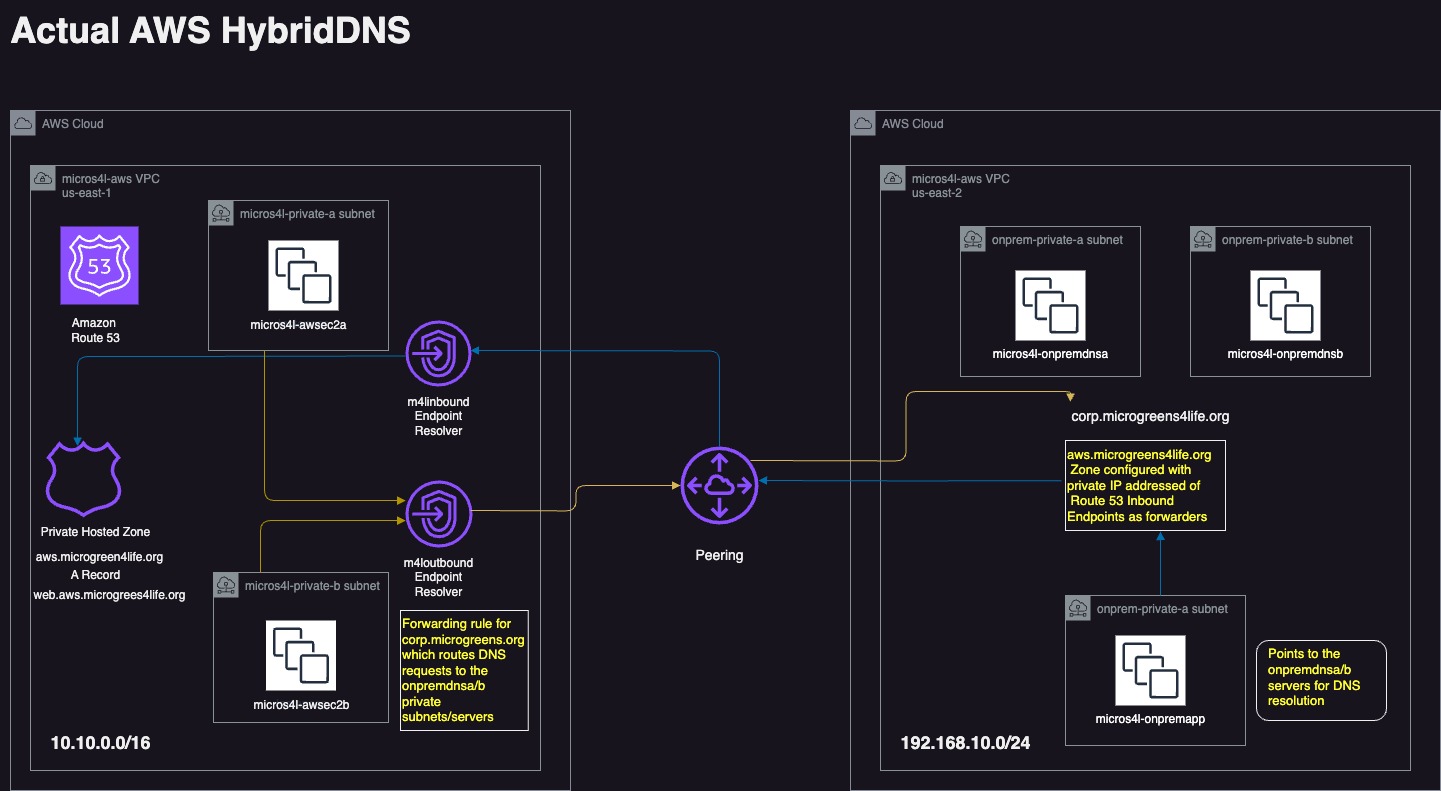 Actual AWS HybridDNS
AWS Cloud
micros4l-aws VPC
us-east-1
micros4l-private-a subnet
53
Amazon
Route 53
micros4l-awsec2a
m4linbound
Endpoint
Resolver
Private Hosted Zone
aws.microgreen4life.org
A Record
web.aws.microgrees4life.org
m4loutbound
Endpoint
Resolver
micros4l-private-b subnet
micros4l-awsec2b
Forwarding rule for
corp.microgreens.org
which routes DNS
requests to the
onpremdnsa/b
private
subnets/servers
10.10.0.0/16
Peering
AWS Cloud
micros4l-aws VPC
us-east-2
onprem-private-a subnet
micros4l-onpremdnsa
onprem-private-b subnet
micros4l-onpremdnsb
corp.microgreens4life.org
aws.microgreens4life.org
Zone configured with
private IP addressed of
Route 53 Inbound
Endpoints as forwarders
onprem-private-a subnet
micros4l-onpremapp
Points to the
onpremdnsa/b
servers for DNS
resolution
192.168.10.0/24